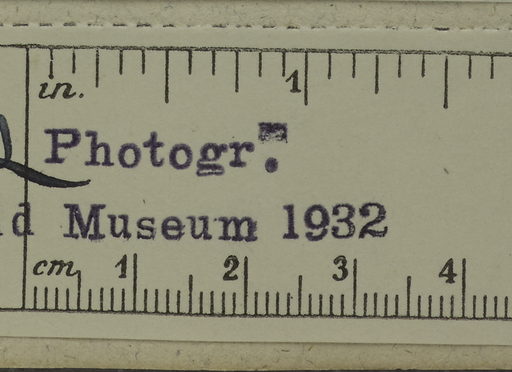 in. 1
Photogr.
Museum 1932
cm 1 2 3 4